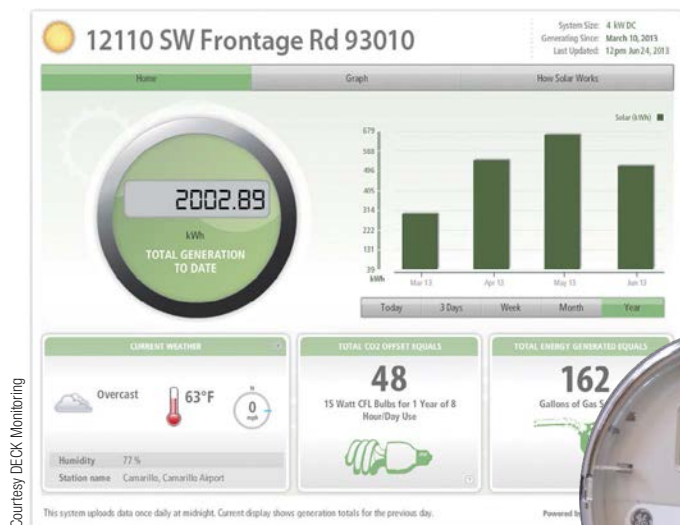 12110 SW Frontage Rd 93010
System Size: 4 kW DC
Generating Since: March 10, 2013
Last Updated: 12pm Jun 24, 2013
Home
Graph
How Solar Works
2002.89
kWh
TOTAL GENERATION
TO DATE
Solar (kWh)
679
588
496
405
314
222
131
39
kWh
Mar 13
Apr 13
May 13
Jun 13
Today
3 Days
Week
Month
Year
CURRENT WEATHER
Overcast
63°F
N
0
mph
Humidity 77 %
Station name Camarillo, Camarillo Airport
TOTAL CO2 OFFSET EQUALS
48
15 Watt CFL Bulbs for 1 Year of 8
Hour/Day Use
TOTAL ENERGY GENERATED EQUALS
162
Gallons of Gas
This system uploads data once daily at midnight. Current display shows generation totals for the previous day.
Powered
Courtesy DECK Monitoring